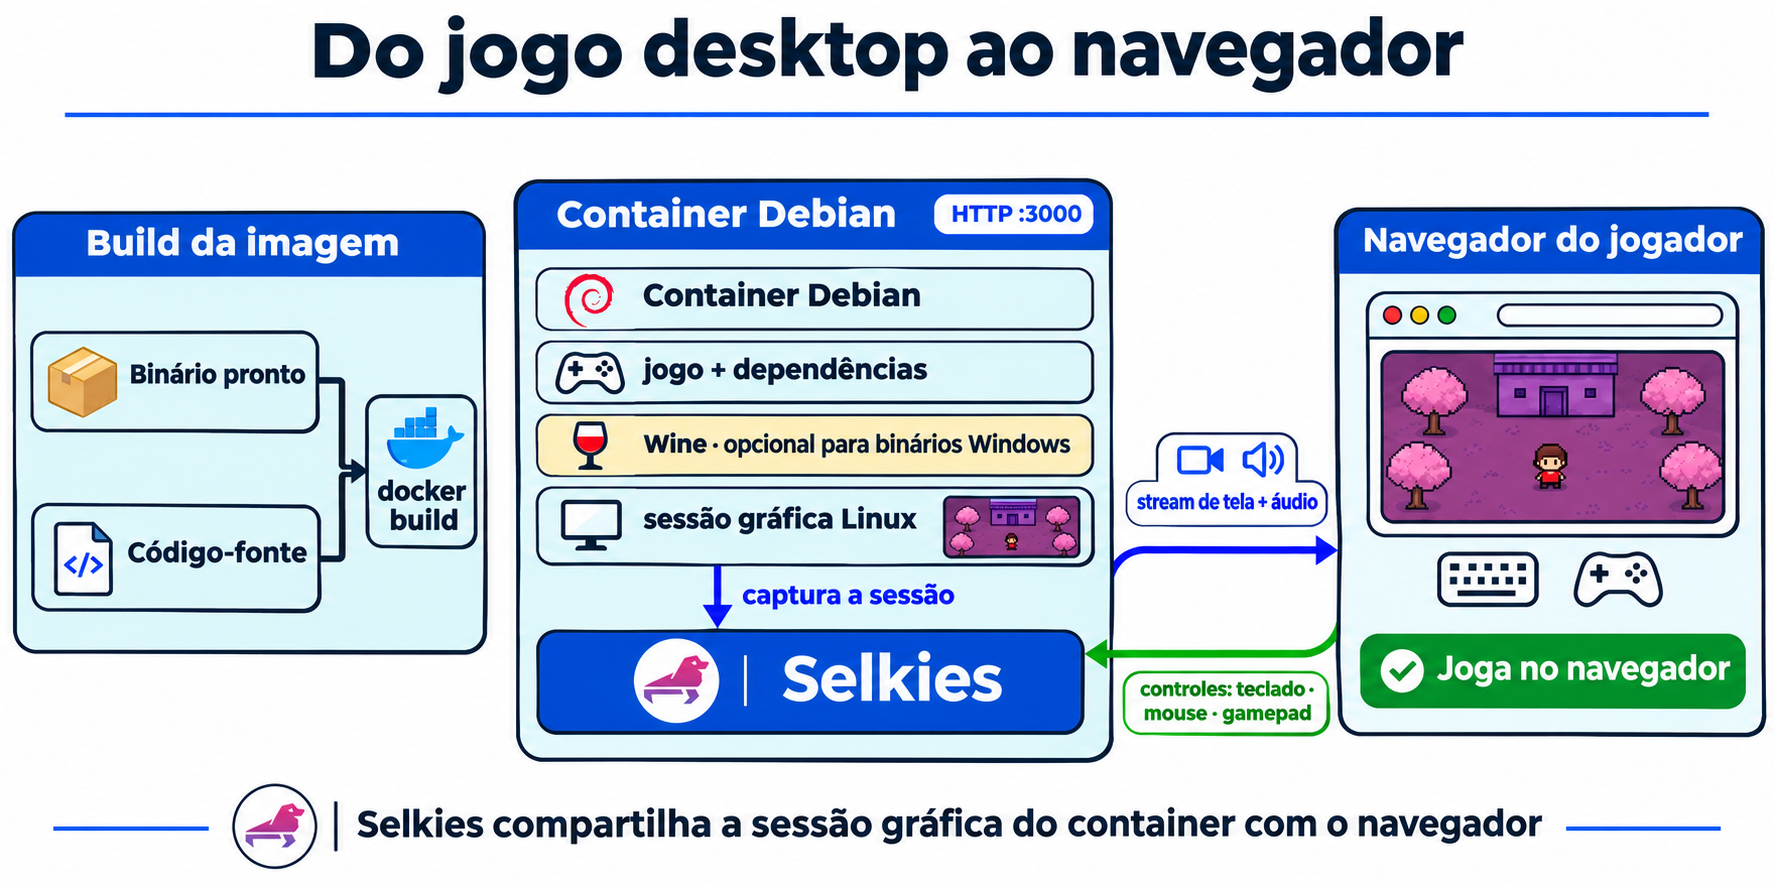 Do jogo desktop ao navegador
Build da imagem
Binário pronto
Código-fonte
docker
build
Container Debian
HTTP :3000
Container Debian
jogo + dependências
Wine · opcional para binários Windows
sessão gráfica Linux
captura a sessão
Selkies
stream de tela + áudio
controles: teclado ·
mouse · gamepad
Navegador do jogador
Joga no navegador
Selkies compartilha a sessão gráfica do container com o navegador